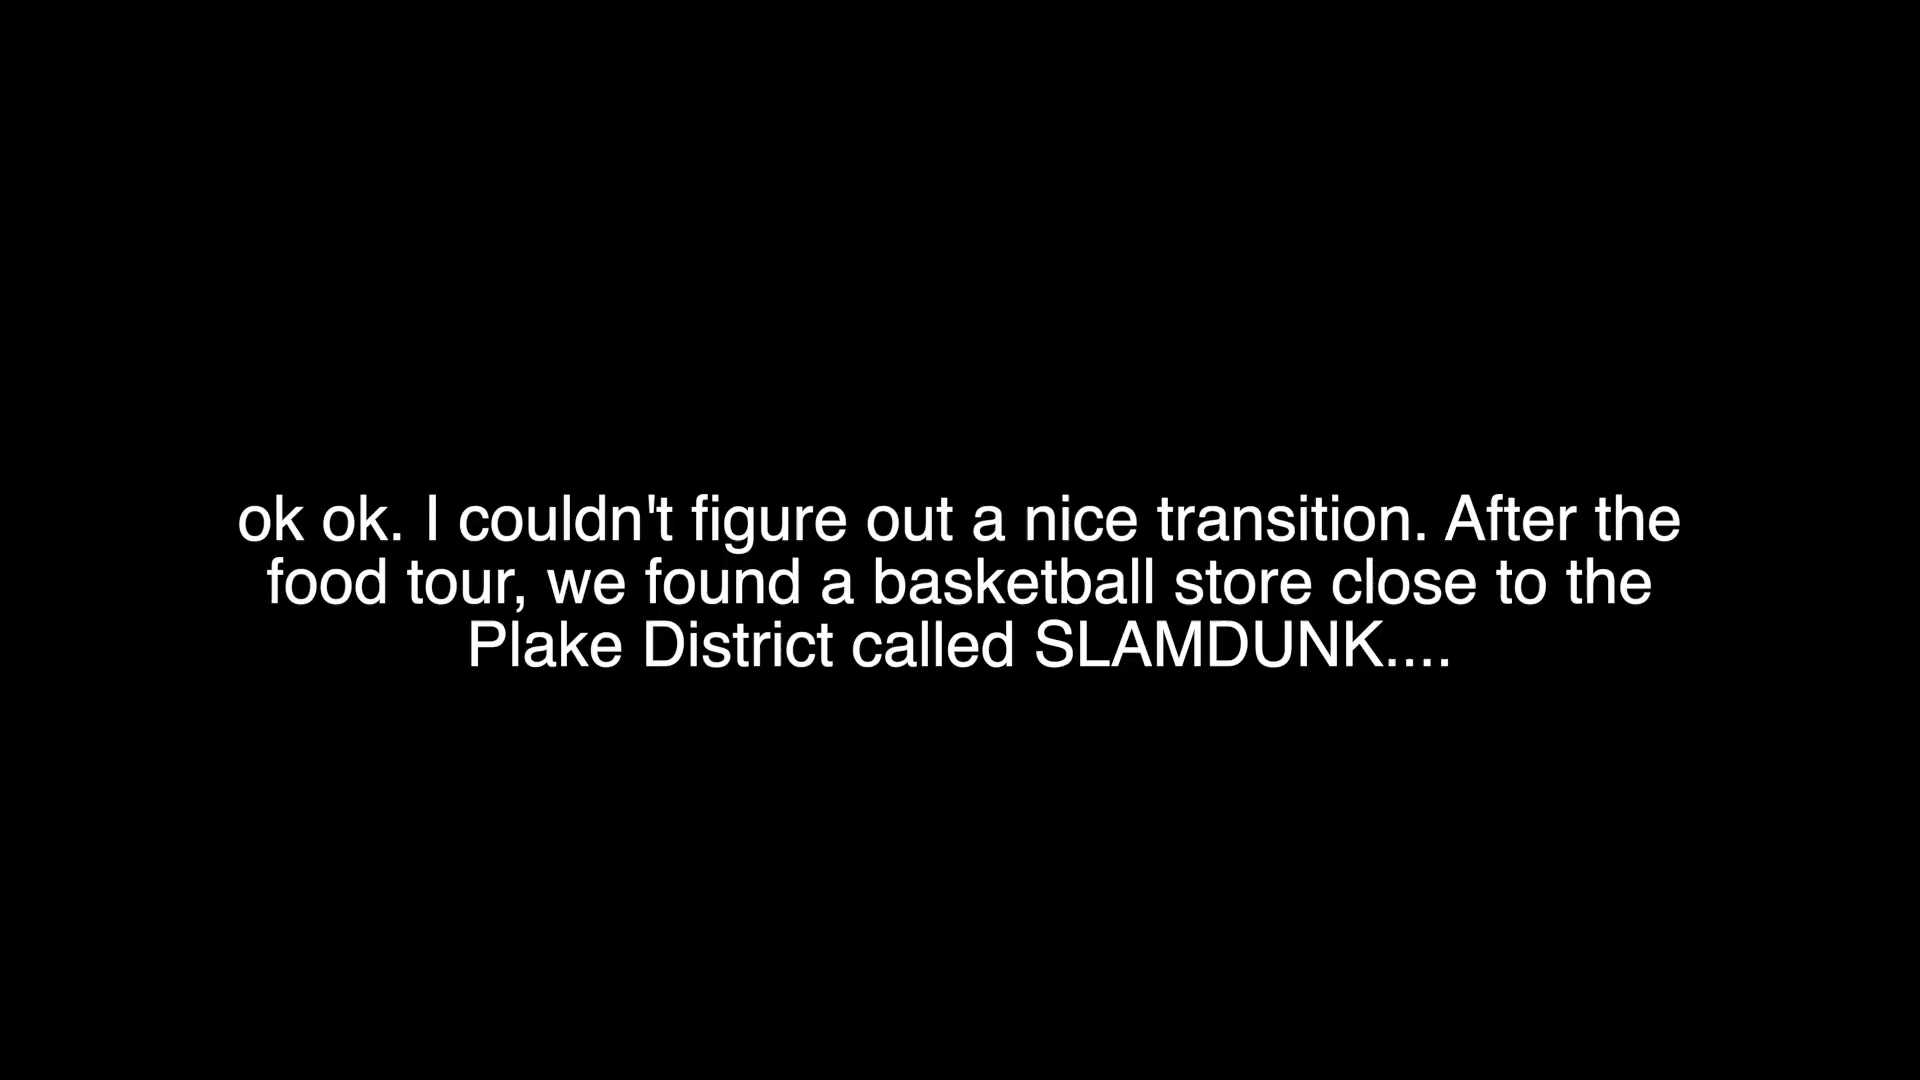 ok ok. I couldn't figure out a nice transition. After the
food tour, we found a basketball store close to the
Plake District called SLAMDUNK....